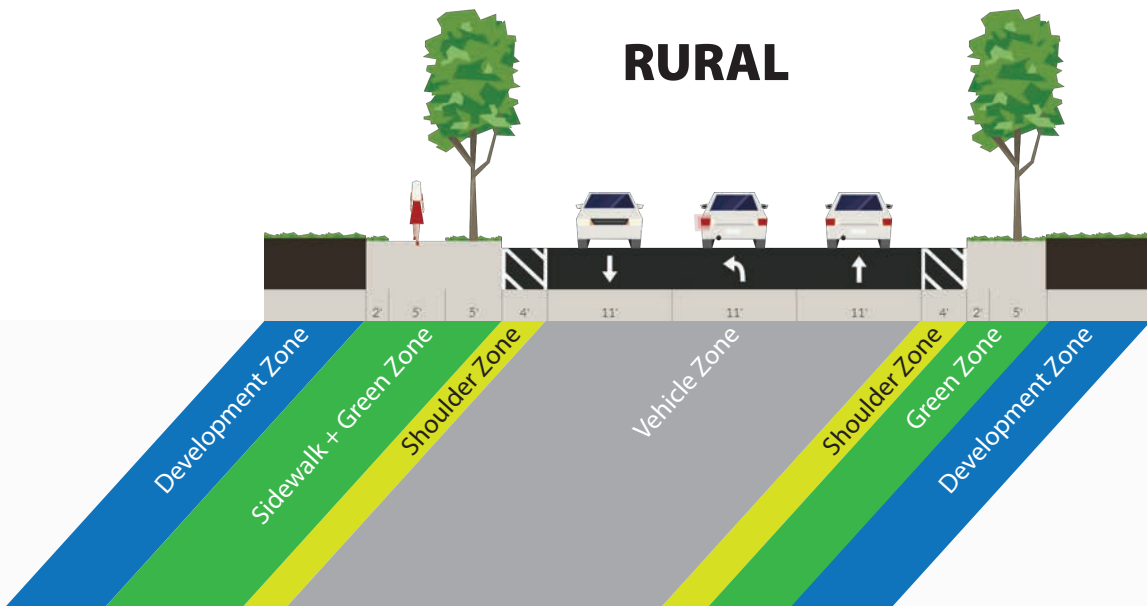 RURAL
2' 5' 5' 4' 11' 11' 11' 4' 2' 5'
Development Zone
Sidewalk + Green Zone
Shoulder Zone
Vehicle Zone
Shoulder Zone
Green Zone
Development Zone